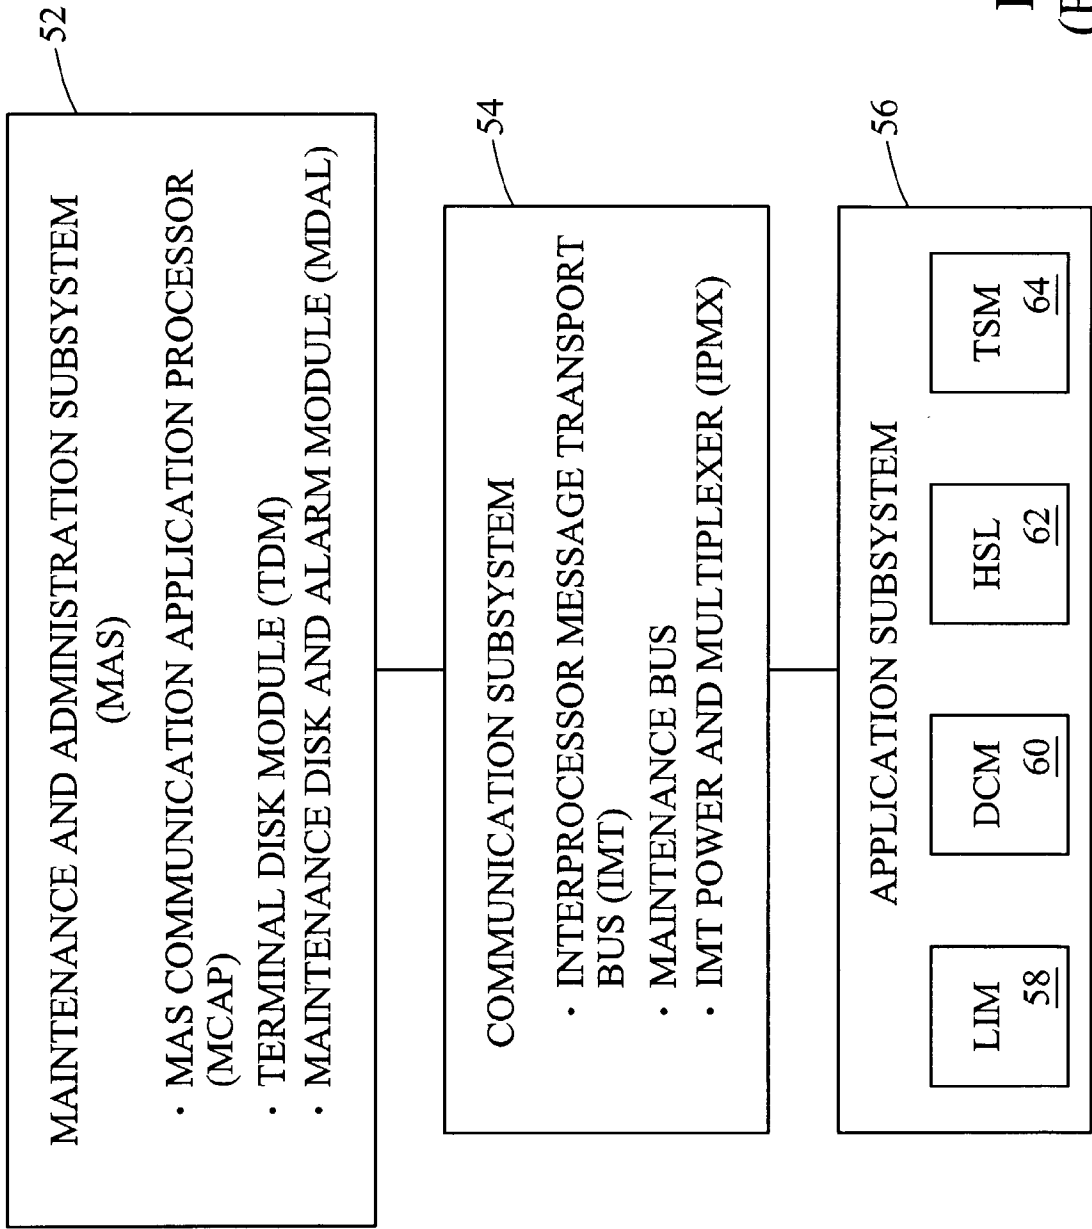 52
MAINTENANCE AND ADMINISTRATION SUBSYSTEM
(MAS)
· MAS COMMUNICATION APPLICATION PROCESSOR
(MCAP)
· TERMINAL DISK MODULE (TDM)
· MAINTENANCE DISK AND ALARM MODULE (MDAL)
54
COMMUNICATION SUBSYSTEM
· INTERPROCESSOR MESSAGE TRANSPORT
BUS (IMT)
· MAINTENANCE BUS
· IMT POWER AND MULTIPLEXER (IPMX)
56
APPLICATION SUBSYSTEM
LIM
58
DCM
60
HSL
62
TSM
64